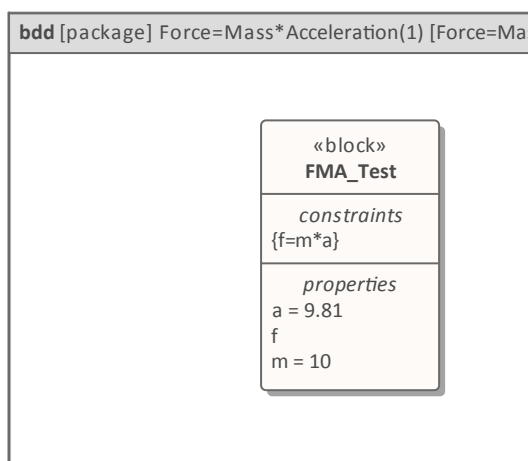 bdd [package] Force=Mass*Acceleration(1) [Force=Ma
«block»
FMA_Test
constraints
{f=m*a}
properties
a = 9.81
f
m = 10